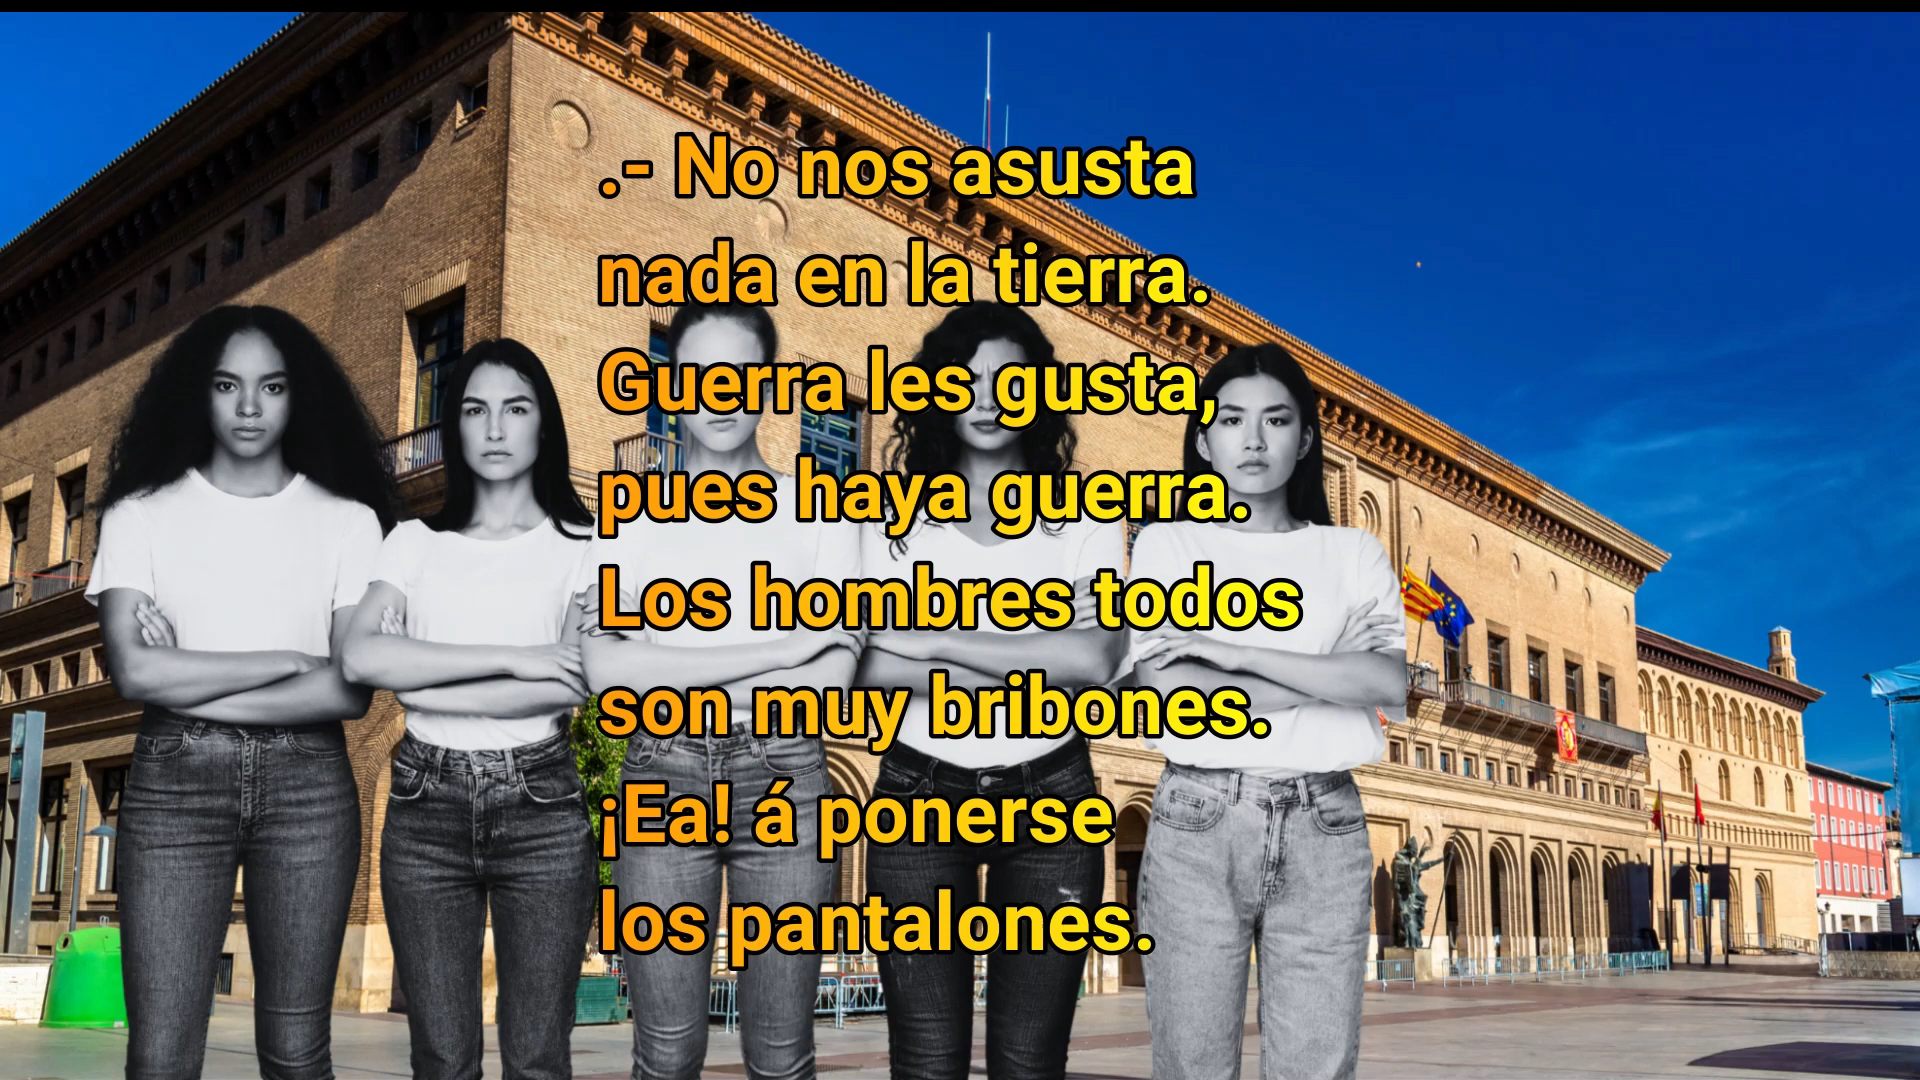 .- No nos asusta
nada en la tierra.
Guerra les gusta,
pues haya guerra.
Los hombres todos
son muy bribones.
¡Ea! á ponerse
los pantalones.